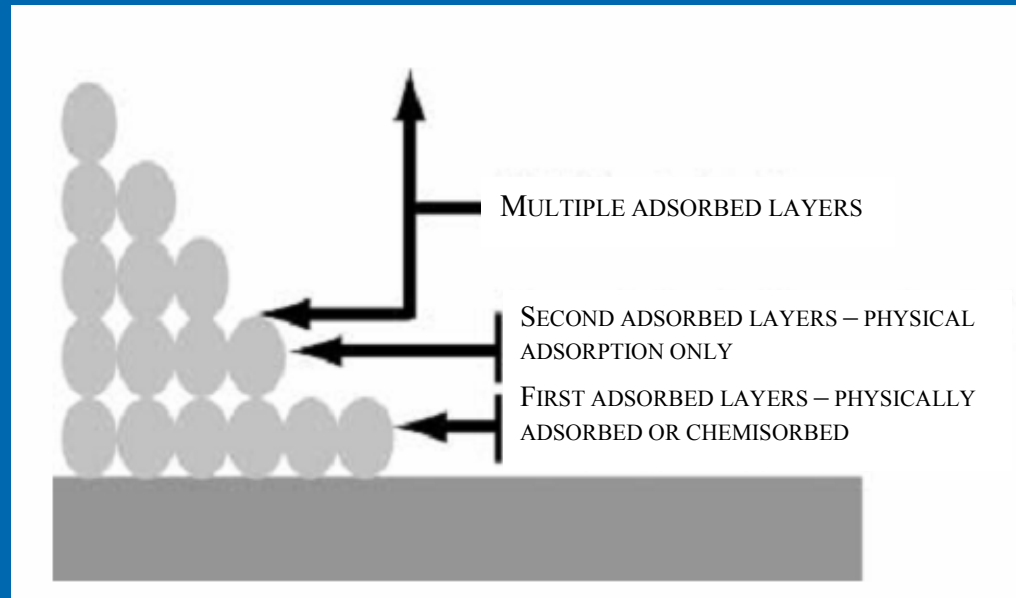 MULTIPLE ADSORBED LAYERS
SECOND ADSORBED LAYERS – PHYSICAL
ADSORPTION ONLY
FIRST ADSORBED LAYERS – PHYSICALLY
ADSORBED OR CHEMISORBED